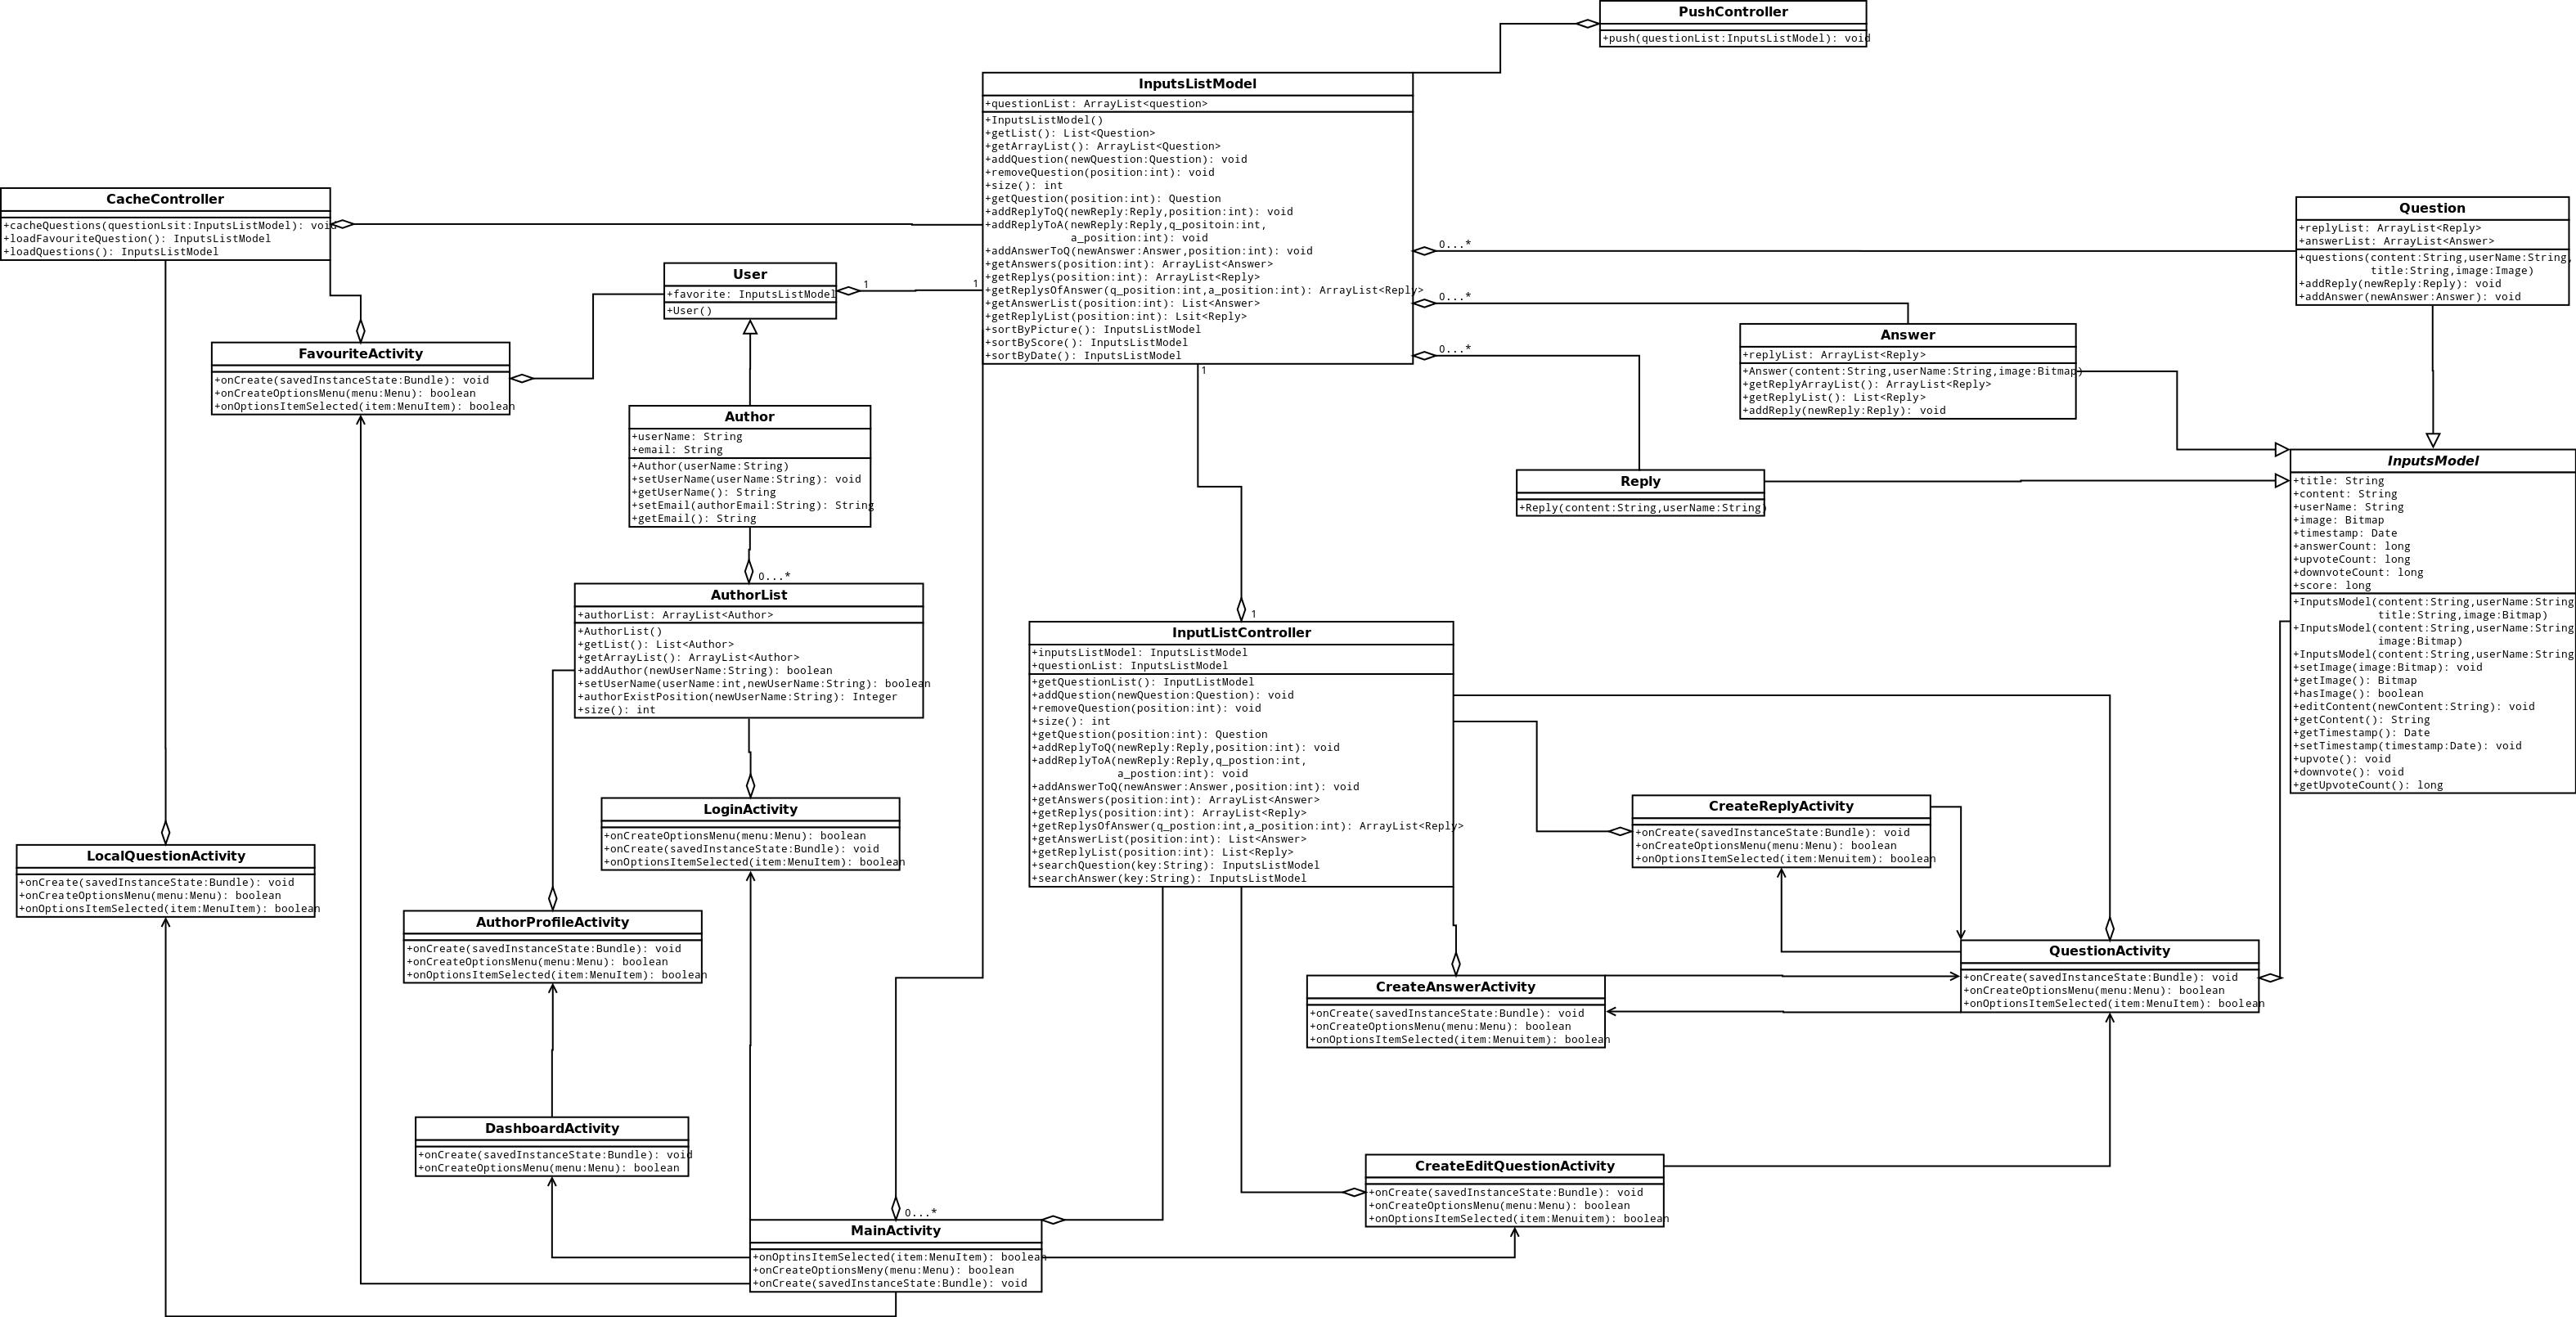 PushController
+push(questionList:InputsListModel): void
InputsListModel
+questionList: ArrayList<question>
+InputsListModel()
+getList(): List<Question>
+getArrayList(): ArrayList<Question>
+addQuestion(newQuestion:Question): void
+removeQuestion(position:int): void
+size(): int
+getQuestion(position:int): Question
+addReplyToQ(newReply:Reply,position:int): void
+addReplyToA(newReply:Reply,q_positoin:int,
a_position:int): void
+addAnswerToQ(newAnswer:Answer,position:int): void
+getAnswers(position:int): ArrayList<Answer>
+getReplys(position:int): ArrayList<Reply>
+getReplysOfAnswer(q_position:int,a_position:int): ArrayList<Reply>
+getAnswerList(position:int): List<Answer>
+getReplyList(position:int): Lsit<Reply>
+sortByPicture(): InputsListModel
+sortByScore(): InputsListModel
+sortByDate(): InputsListModel
CacheController
+cacheQuestions(questionLsit:InputsListModel): void
+loadFavouriteQuestion(): InputsListModel
+loadQuestions(): InputsListModel
User
+favorite: InputsListModel
+User()
1
1
0...*
0...*
0...*
1
Question
+replyList: ArrayList<Reply>
+answerList: ArrayList<Answer>
+questions(content:String,userName:String,
title:String,image:Image)
+addReply(newReply:Reply): void
+addAnswer(newAnswer:Answer): void
Answer
+replyList: ArrayList<Reply>
+Answer(content:String,userName:String,image:Bitmap)
+getReplyArrayList(): ArrayList<Reply>
+getReplyList(): List<Reply>
+addReply(newReply:Reply): void
FavouriteActivity
+onCreate(savedInstanceState:Bundle): void
+onCreateOptionsMenu(menu:Menu): boolean
+onOptionsItemSelected(item:MenuItem): boolean
Author
+userName: String
+email: String
+Author(userName:String)
+setUserName(userName:String): void
+getUserName(): String
+setEmail(authorEmail:String): String
+getEmail(): String
Reply
+Reply(content:String,userName:String)
InputsModel
+title: String
+content: String
+userName: String
+image: Bitmap
+timestamp: Date
+answerCount: long
+upvoteCount: long
+downvoteCount: long
+score: long
+InputsModel(content:String,userName:String
title:String,image:Bitmap)
+InputsModel(content:String,userName:String
image:Bitmap)
+InputsModel(content:String,userName:String
+setImage(image:Bitmap): void
+getImage(): Bitmap
+hasImage(): boolean
+editContent(newContent:String): void
+getContent(): String
+getTimestamp(): Date
+setTimestamp(timestamp:Date): void
+upvote(): void
+downvote(): void
+getUpvoteCount(): long
0...*
AuthorList
+authorList: ArrayList<Author>
+AuthorList()
+getList(): List<Author>
+getArrayList(): ArrayList<Author>
+addAuthor(newUserName:String): boolean
+setUserName(userName:int,newUserName:String): boolean
+authorExistPosition(newUserName:String): Integer
+size(): int
1
InputListController
+inputsListModel: InputsListModel
+questionList: InputsListModel
+getQuestionList(): InputListModel
+addQuestion(newQuestion:Question): void
+removeQuestion(position:int): void
+size(): int
+getQuestion(position:int): Question
+addReplyToQ(newReply:Reply,position:int): void
+addReplyToA(newReply:Reply,q_postion:int,
a_postion:int): void
+addAnswerToQ(newAnswer:Answer,position:int): void
+getAnswers(position:int): ArrayList<Answer>
+getReplys(position:int): ArrayList<Reply>
+getReplysOfAnswer(q_postion:int,a_position:int): ArrayList<Reply>
+getAnswerList(position:int): List<Answer>
+getReplyList(position:int): List<Reply>
+searchQuestion(key:String): InputsListModel
+searchAnswer(key:String): InputsListModel
LoginActivity
+onCreateOptionsMenu(menu:Menu): boolean
+onCreate(savedInstanceState:Bundle): void
+onOptionsItemSelected(item:MenuItem): boolean
CreateReplyActivity
+onCreate(savedInstanceState:Bundle): void
+onCreateOptionsMenu(menu:Menu): boolean
+onOptionsItemSelected(item:Menuitem): boolean
LocalQuestionActivity
+onCreate(savedInstanceState:Bundle): void
+onCreateOptionsMenu(menu:Menu): boolean
+onOptionsItemSelected(item:MenuItem): boolean
AuthorProfileActivity
+onCreate(savedInstanceState:Bundle): void
+onCreateOptionsMenu(menu:Menu): boolean
+onOptionsItemSelected(item:MenuItem): boolean
QuestionActivity
+onCreate(savedInstanceState:Bundle): void
+onCreateOptionsMenu(menu:Menu): boolean
+onOptionsItemSelected(item:MenuItem): boolean
CreateAnswerActivity
+onCreate(savedInstanceState:Bundle): void
+onCreateOptionsMenu(menu:Menu): boolean
+onOptionsItemSelected(item:Menuitem): boolean
DashboardActivity
+onCreate(savedInstanceState:Bundle): void
+onCreateOptionsMenu(menu:Menu): boolean
CreateEditQuestionActivity
+onCreate(savedInstanceState:Bundle): void
+onCreateOptionsMenu(menu:Menu): boolean
+onOptionsItemSelected(item:Menuitem): boolean
0...*
MainActivity
+onOptinsItemSelected(item:MenuItem): boolean
+onCreateOptionsMeny(menu:Menu): boolean
+onCreate(savedInstanceState:Bundle): void